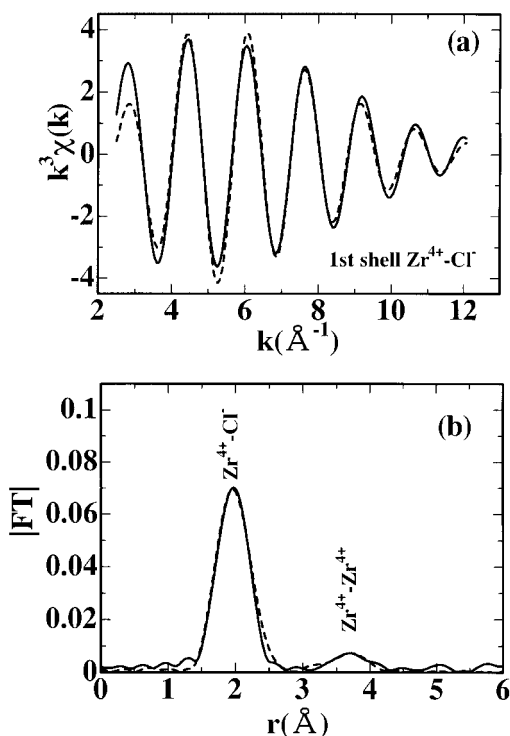 (a)
4
2
0
-2
-4
k³χ(k)
1st shell Zr⁴⁺-Cl⁻
2 4 6 8 10 12
k(Å⁻¹)
(b)
0.1
0.08
0.06
0.04
0.02
0
|FT|
Zr⁴⁺-Cl⁻
Zr⁴⁺-Zr⁴⁺
0 1 2 3 4 5 6
r(Å)